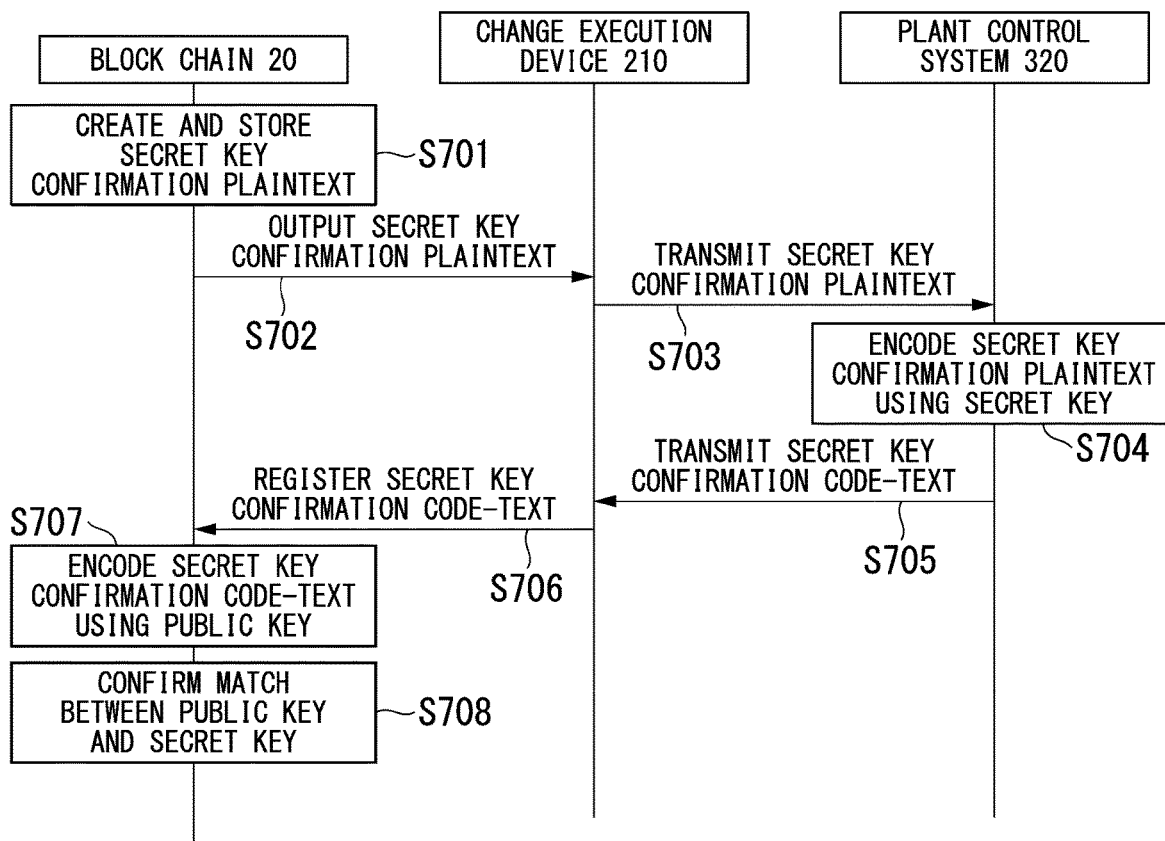 BLOCK CHAIN 20
CHANGE EXECUTION
DEVICE 210
PLANT CONTROL
SYSTEM 320
CREATE AND STORE
SECRET KEY
CONFIRMATION PLAINTEXT
S701
OUTPUT SECRET KEY
CONFIRMATION PLAINTEXT
S702
TRANSMIT SECRET KEY
CONFIRMATION PLAINTEXT
S703
ENCODE SECRET KEY
CONFIRMATION PLAINTEXT
USING SECRET KEY
S704
TRANSMIT SECRET KEY
CONFIRMATION CODE-TEXT
S705
REGISTER SECRET KEY
CONFIRMATION CODE-TEXT
S706
S707
ENCODE SECRET KEY
CONFIRMATION CODE-TEXT
USING PUBLIC KEY
CONFIRM MATCH
BETWEEN PUBLIC KEY
AND SECRET KEY
S708